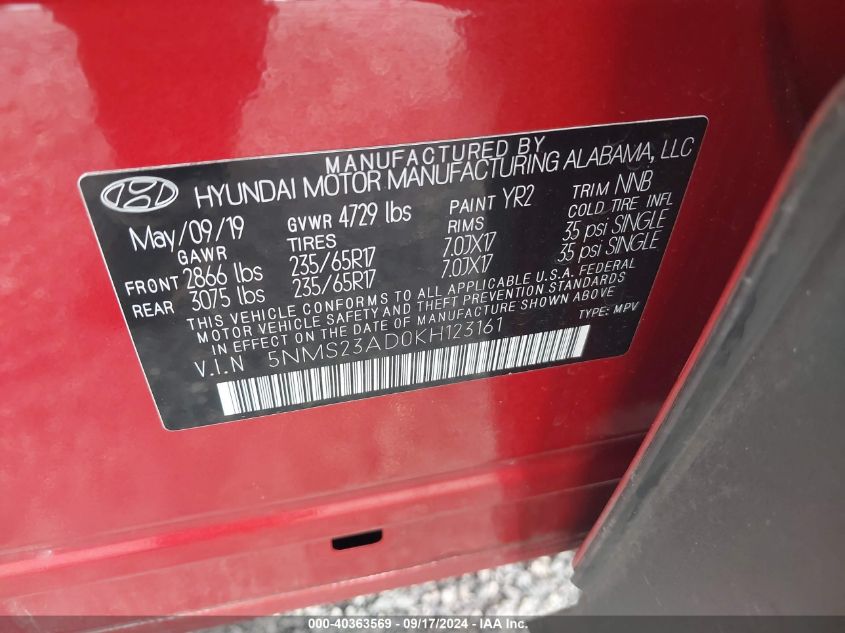 MANUFACTURED BY
HYUNDAI MOTOR MANUFACTURING ALABAMA, LLC
May/09/19 GVWR 4729 lbs PAINT YR2 TRIM NNB
GAWR TIRES RIMS COLD TIRE INFL
FRONT 2866 lbs 235/65R17 7.0JX17 35 psi SINGLE
REAR 3075 lbs 235/65R17 7.0JX17 35 psi SINGLE
THIS VEHICLE CONFORMS TO ALL APPLICABLE U.S.A. FEDERAL
MOTOR VEHICLE SAFETY AND THEFT PREVENTION STANDARDS
IN EFFECT ON THE DATE OF MANUFACTURE SHOWN ABOVE
V.I.N 5NMS23AD0KH123161 TYPE: MPV
000-40363569 - 09/17/2024 - IAA Inc.